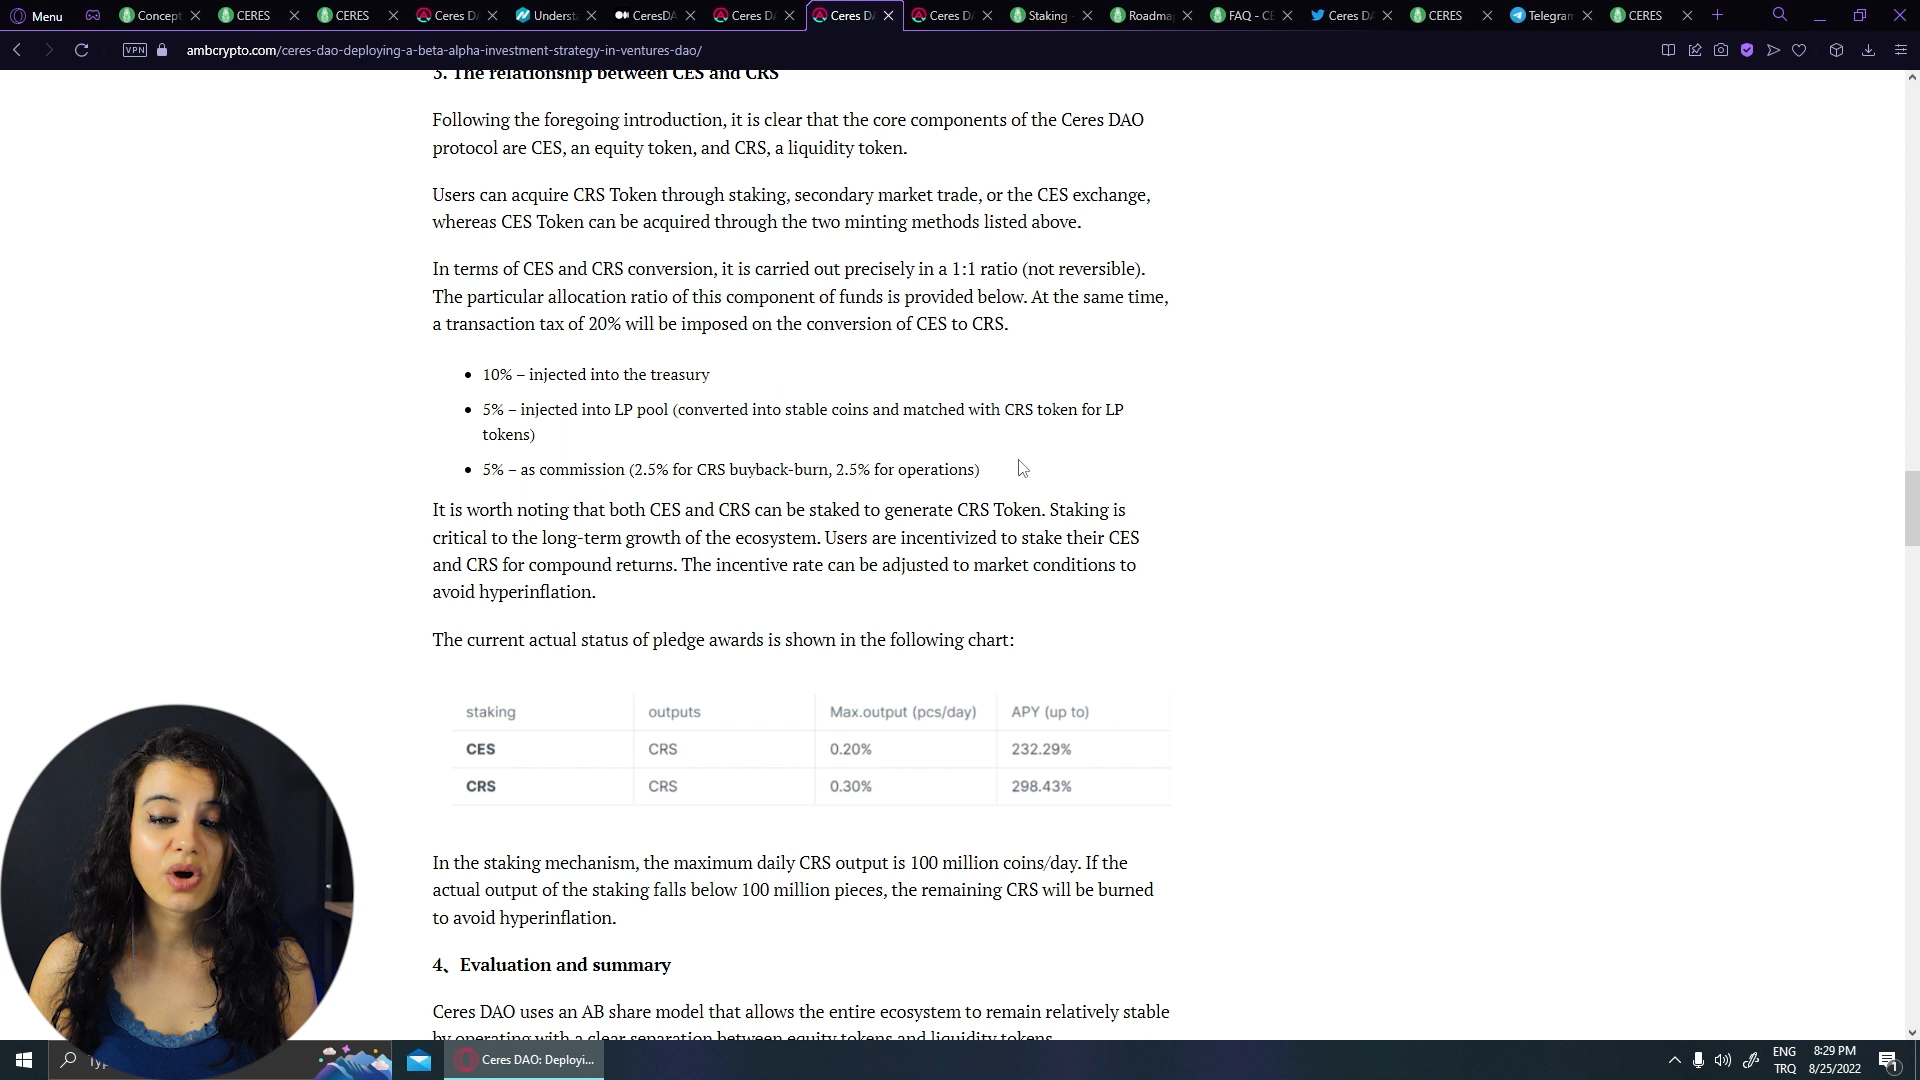 Menu
Concept
CERES
CERES
Ceres D
Underst
CeresDA
Ceres D
Ceres D
Ceres D
Staking
Roadma
FAQ - CE
Ceres D
CERES
Telegram
CERES
VPN
ambcrypto.com/ceres-dao-deploying-a-beta-alpha-investment-strategy-in-ventures-dao/
3. The relationship between CES and CRS
Following the foregoing introduction, it is clear that the core components of the Ceres DAO
protocol are CES, an equity token, and CRS, a liquidity token.
Users can acquire CRS Token through staking, secondary market trade, or the CES exchange,
whereas CES Token can be acquired through the two minting methods listed above.
In terms of CES and CRS conversion, it is carried out precisely in a 1:1 ratio (not reversible).
The particular allocation ratio of this component of funds is provided below. At the same time,
a transaction tax of 20% will be imposed on the conversion of CES to CRS.
• 10% – injected into the treasury
• 5% – injected into LP pool (converted into stable coins and matched with CRS token for LP
tokens)
• 5% – as commission (2.5% for CRS buyback-burn, 2.5% for operations)
It is worth noting that both CES and CRS can be staked to generate CRS Token. Staking is
critical to the long-term growth of the ecosystem. Users are incentivized to stake their CES
and CRS for compound returns. The incentive rate can be adjusted to market conditions to
avoid hyperinflation.
The current actual status of pledge awards is shown in the following chart:
staking outputs Max.output (pcs/day) APY (up to)
CES CRS 0.20% 232.29%
CRS CRS 0.30% 298.43%
In the staking mechanism, the maximum daily CRS output is 100 million coins/day. If the
actual output of the staking falls below 100 million pieces, the remaining CRS will be burned
to avoid hyperinflation.
4、Evaluation and summary
Ceres DAO uses an AB share model that allows the entire ecosystem to remain relatively stable
by operating with a clear separation between equity tokens and liquidity tokens.
Ceres DAO: Deployi...
ENG
TRQ
8:29 PM
8/25/2022
1